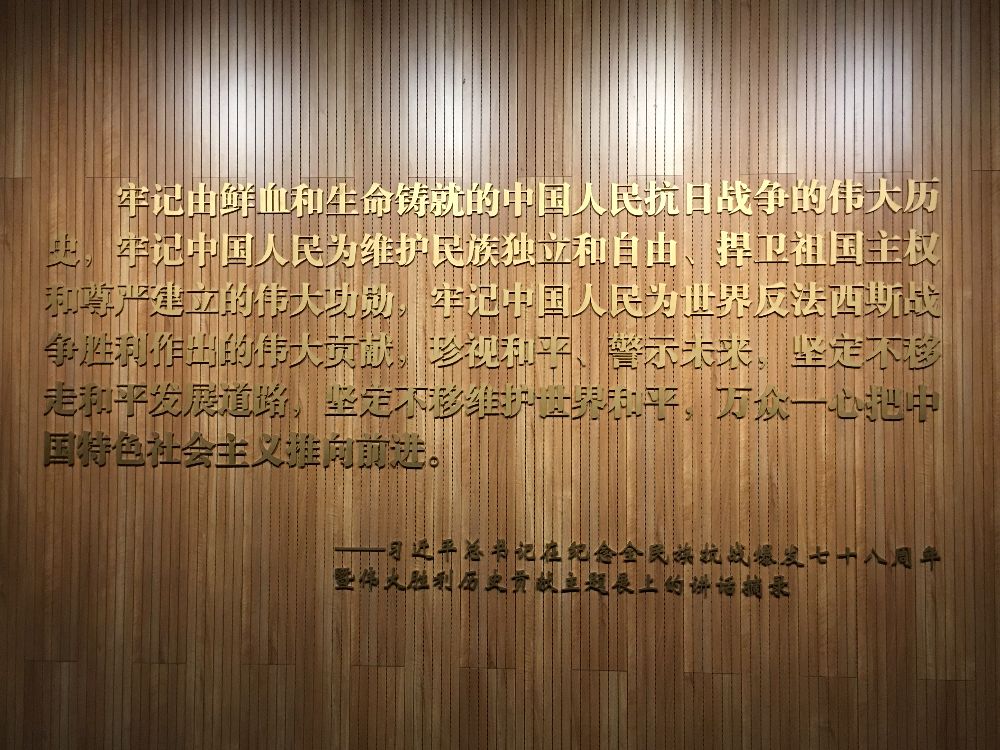 牢记由鲜血和生命铸就的中国人民抗日战争的伟大历
史，牢记中国人民为维护民族独立和自由、捍卫祖国主权
和尊严建立的伟大功勋，牢记中国人民为世界反法西斯战
争胜利作出的伟大贡献，珍视和平、警示未来，坚定不移
走和平发展道路，坚定不移维护世界和平，万众一心把中
国特色社会主义推向前进。
——习近平总书记在纪念全民族抗战爆发七十八周年
暨伟大胜利历史贡献主题展上的讲话摘录